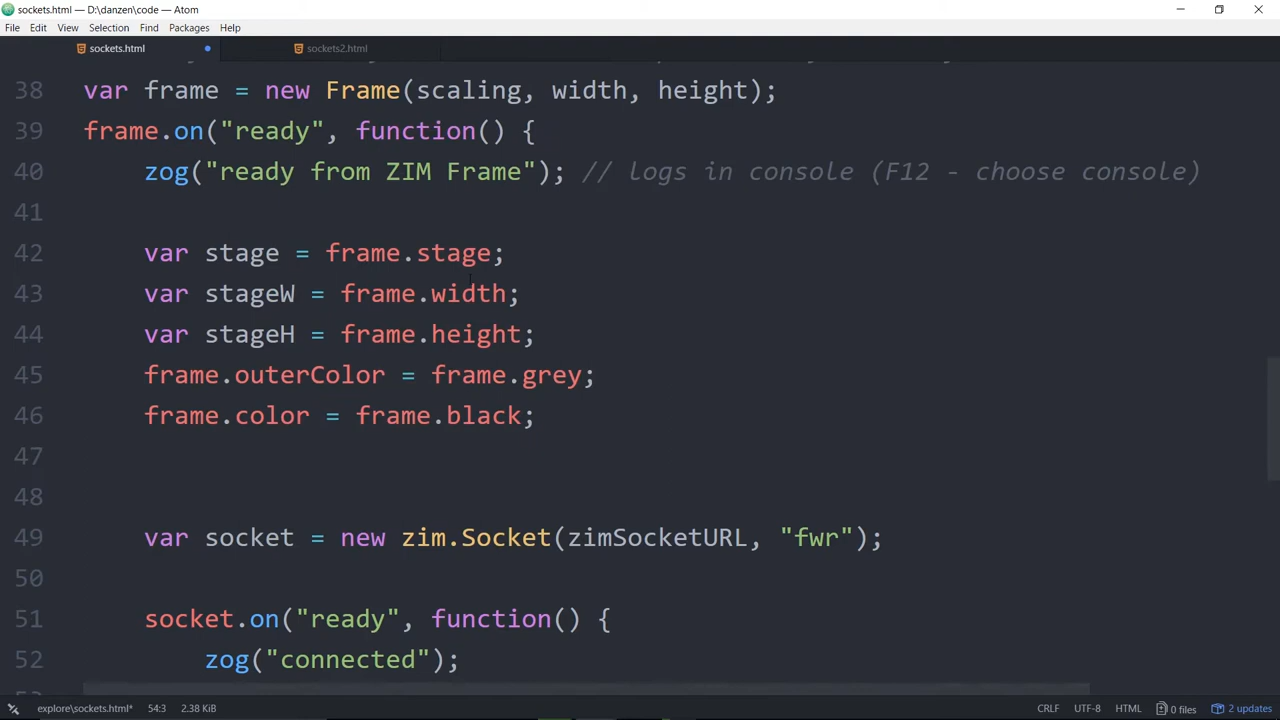 sockets.html — D:\danzen\code — Atom
File Edit View Selection Find Packages Help
sockets.html sockets2.html
38 var frame = new Frame(scaling, width, height);
39 frame.on("ready", function() {
40 zog("ready from ZIM Frame"); // logs in console (F12 - choose console)
41
42 var stage = frame.stage;
43 var stageW = frame.width;
44 var stageH = frame.height;
45 frame.outerColor = frame.grey;
46 frame.color = frame.black;
47
48
49 var socket = new zim.Socket(zimSocketURL, "fwr");
50
51 socket.on("ready", function() {
52 zog("connected");
explore\sockets.html* 54:3 2.38 KiB CRLF UTF-8 HTML 0 files 2 updates